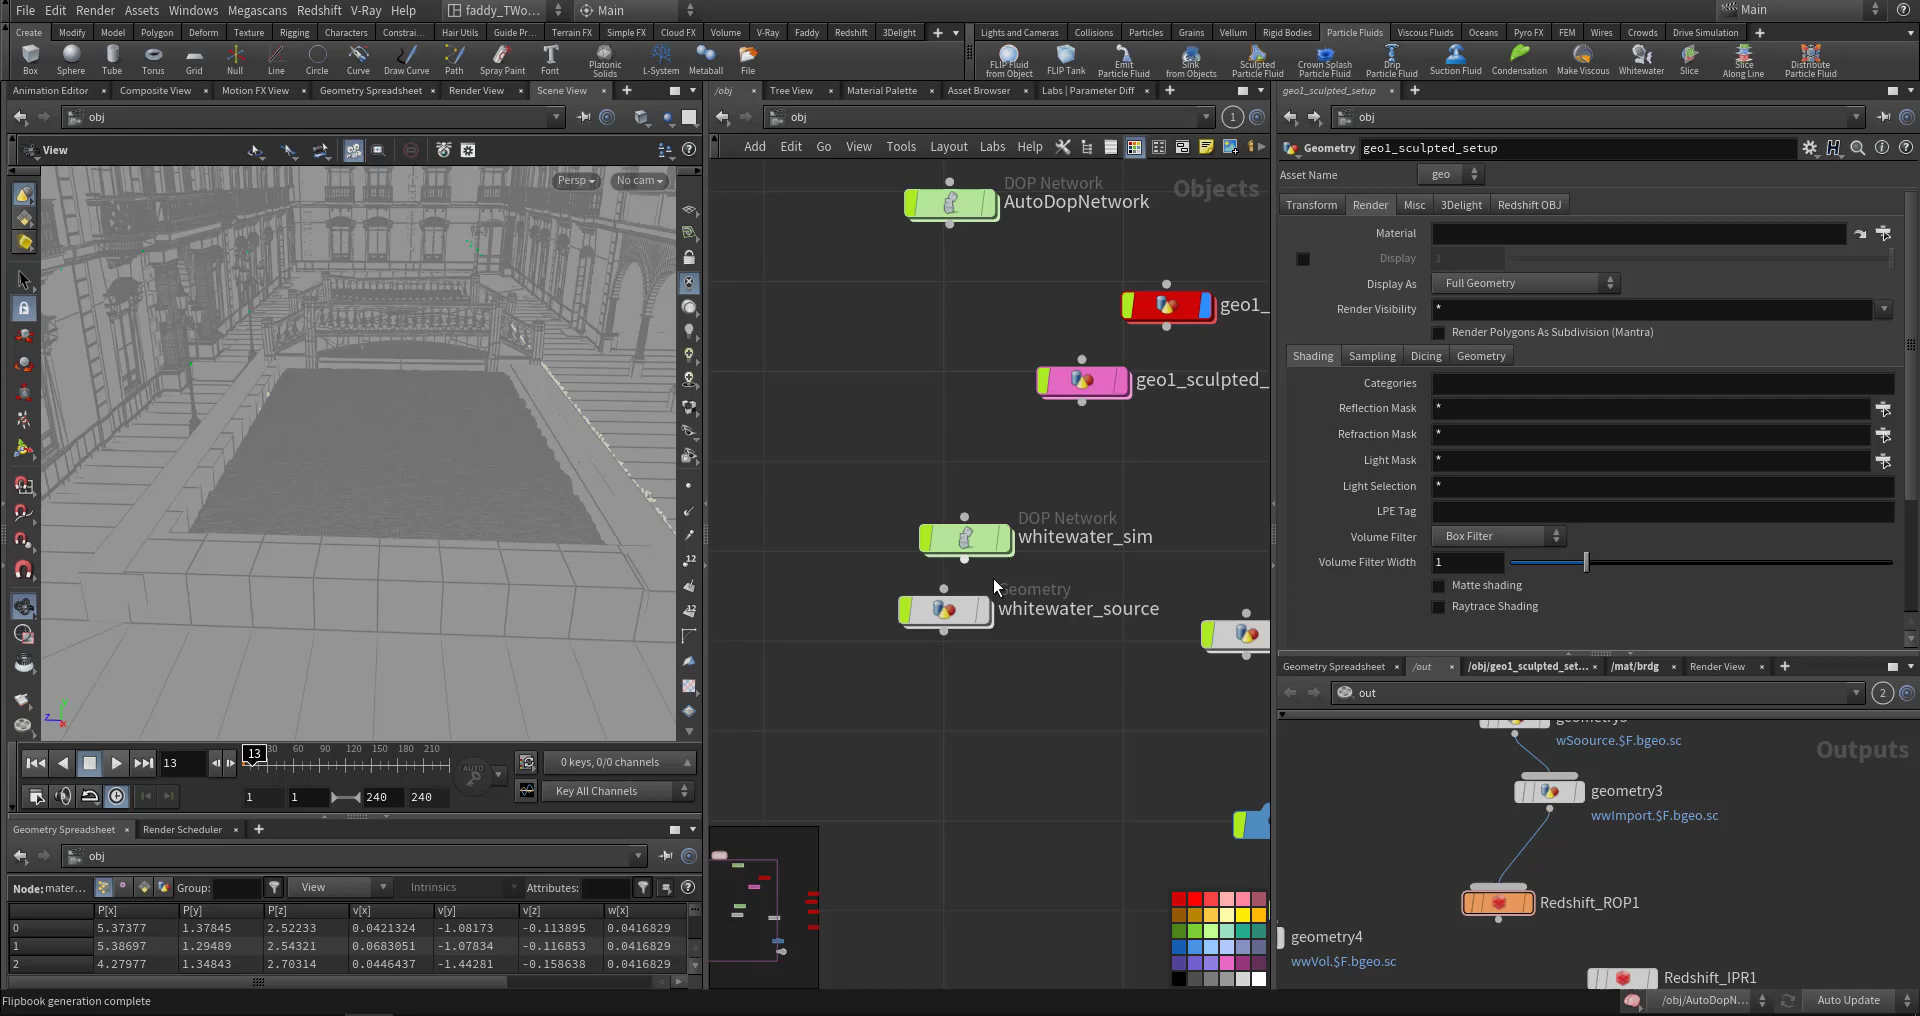 File Edit Render Assets Windows Megascans Redshift V-Ray Help faddy_TWo... Main Main
Create Modify Model Polygon Deform Texture Rigging Characters Constrai... Hair Utils Guide Pr... Terrain FX Simple FX Cloud FX Volume V-Ray Faddy Redshift 3Delight
Lights and Cameras Collisions Particles Grains Vellum Rigid Bodies Particle Fluids Viscous Fluids Oceans Pyro FX FEM Wires Crowds Drive Simulation
Box Sphere Tube Torus Grid Null Line Circle Curve Draw Curve Path Spray Paint Font Platonic Solids L-System Metaball File
FLIP Fluid from Object FLIP Tank Emit Particle Fluid Sink from Objects Sculpted Particle Fluid Crown Splash Particle Fluid Drip Particle Fluid Suction Fluid Condensation Make Viscous Whitewater Slice Slice Along Line Distribute Particle Fluid
Animation Editor Composite View Motion FX View Geometry Spreadsheet Render View Scene View
/obj Tree View Material Palette Asset Browser Labs | Parameter Diff
geo1_sculpted_setup
obj
obj 1
obj
View
Persp No cam
Add Edit Go View Tools Layout Labs Help
Objects
DOP Network
AutoDopNetwork
geo1_
geo1_sculpted_
DOP Network
whitewater_sim
Geometry
whitewater_source
Geometry geo1_sculpted_setup
Asset Name geo
Transform Render Misc 3Delight Redshift OBJ
Material
Display 1
Display As Full Geometry
Render Visibility *
Render Polygons As Subdivision (Mantra)
Shading Sampling Dicing Geometry
Categories
Reflection Mask *
Refraction Mask *
Light Mask *
Light Selection *
LPE Tag
Volume Filter Box Filter
Volume Filter Width 1
Matte shading
Raytrace Shading
Geometry Spreadsheet /out /obj/geo1_sculpted_set... /mat/brdg Render View
out 2
Outputs
wSoource.$F.bgeo.sc
geometry3
wwImport.$F.bgeo.sc
Redshift_ROP1
geometry4
wwVol.$F.bgeo.sc
Redshift_IPR1
z x
13 13 30 60 90 120 150 180 210
AUTO
0 keys, 0/0 channels
1 1 240 240
Key All Channels
Geometry Spreadsheet Render Scheduler
obj
Node: mater... Group: View Intrinsics Attributes:
P[x] P[y] P[z] v[x] v[y] v[z] w[x]
0 5.37377 1.37845 2.52233 0.0421324 -1.08173 -0.113895 0.0416829
1 5.38697 1.29489 2.54321 0.0683051 -1.07834 -0.116853 0.0416829
2 4.27977 1.34843 2.70314 0.0446437 -1.44281 -0.158638 0.0416829
Flipbook generation complete
/obj/AutoDopN... Auto Update